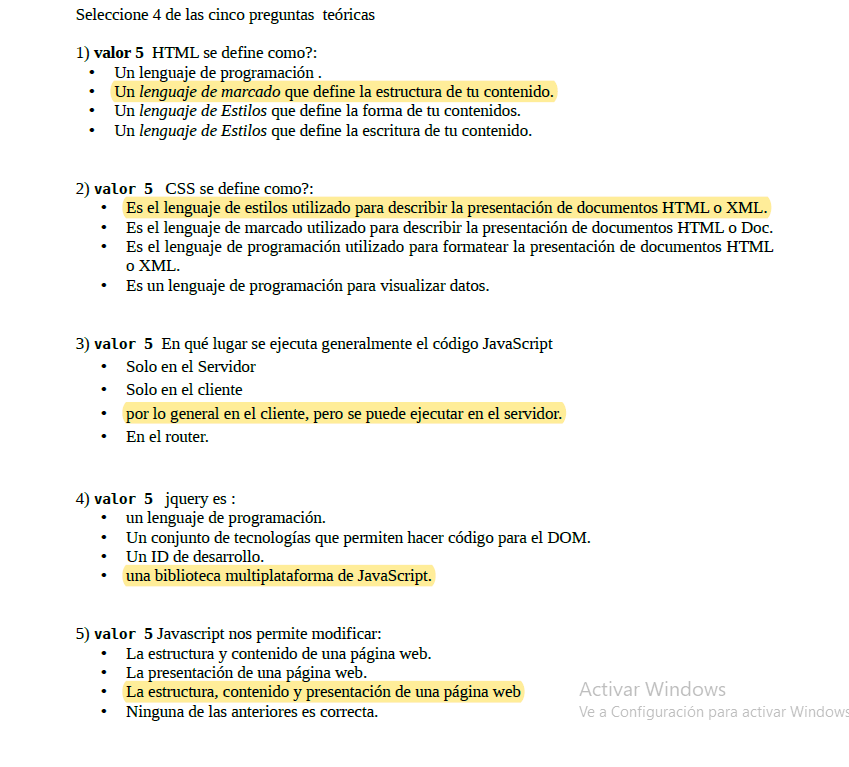 Seleccione 4 de las cinco preguntas  teóricas
1) valor 5  HTML se define como?:
• Un lenguaje de programación .
• Un lenguaje de marcado que define la estructura de tu contenido.
• Un lenguaje de Estilos que define la forma de tu contenidos.
• Un lenguaje de Estilos que define la escritura de tu contenido.
2) valor 5  CSS se define como?:
• Es el lenguaje de estilos utilizado para describir la presentación de documentos HTML o XML.
• Es el lenguaje de marcado utilizado para describir la presentación de documentos HTML o Doc.
• Es el lenguaje de programación utilizado para formatear la presentación de documentos HTML
o XML.
• Es un lenguaje de programación para visualizar datos.
3) valor 5  En qué lugar se ejecuta generalmente el código JavaScript
• Solo en el Servidor
• Solo en el cliente
• por lo general en el cliente, pero se puede ejecutar en el servidor.
• En el router.
4) valor 5  jquery es :
• un lenguaje de programación.
• Un conjunto de tecnologías que permiten hacer código para el DOM.
• Un ID de desarrollo.
• una biblioteca multiplataforma de JavaScript.
5) valor 5 Javascript nos permite modificar:
• La estructura y contenido de una página web.
• La presentación de una página web.
• La estructura, contenido y presentación de una página web
• Ninguna de las anteriores es correcta.
Activar Windows
Ve a Configuración para activar Windows